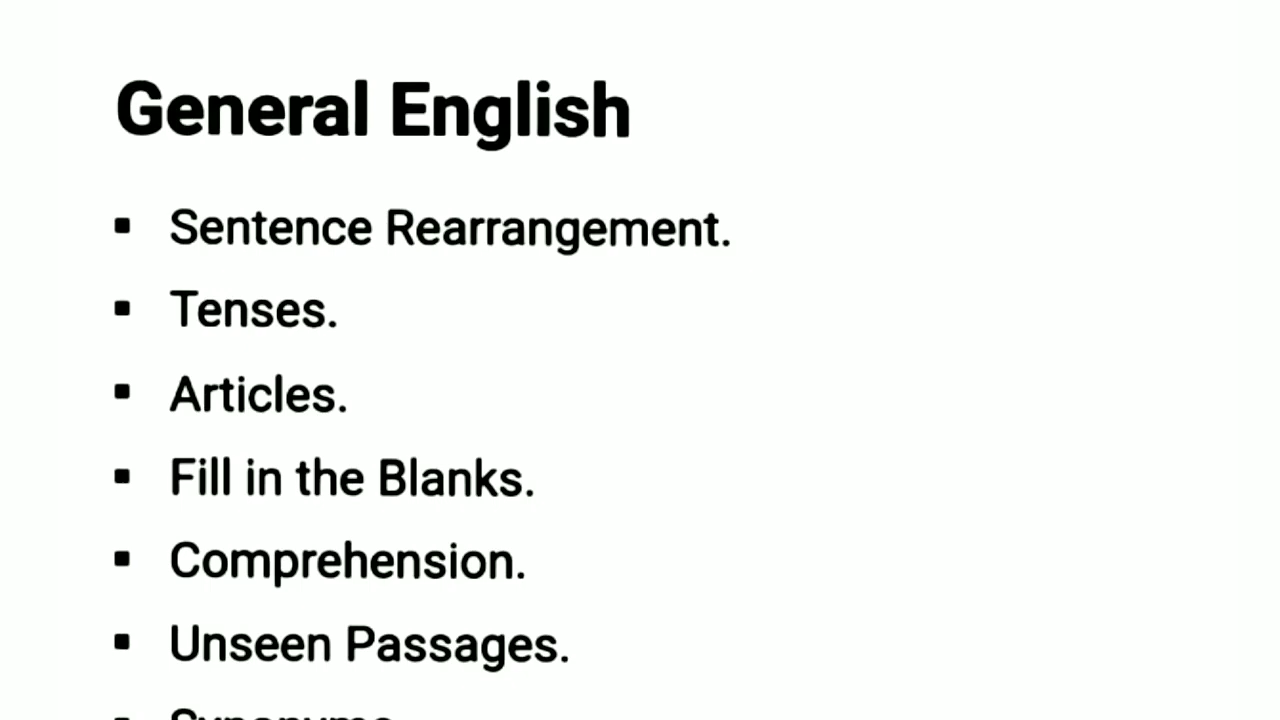 General English
▪ Sentence Rearrangement.
▪ Tenses.
▪ Articles.
▪ Fill in the Blanks.
▪ Comprehension.
▪ Unseen Passages.